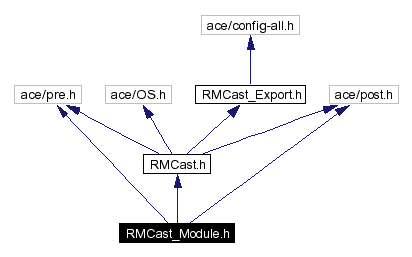 ace/config-all.h
ace/pre.h
ace/OS.h
RMCast_Export.h
ace/post.h
RMCast.h
RMCast_Module.h